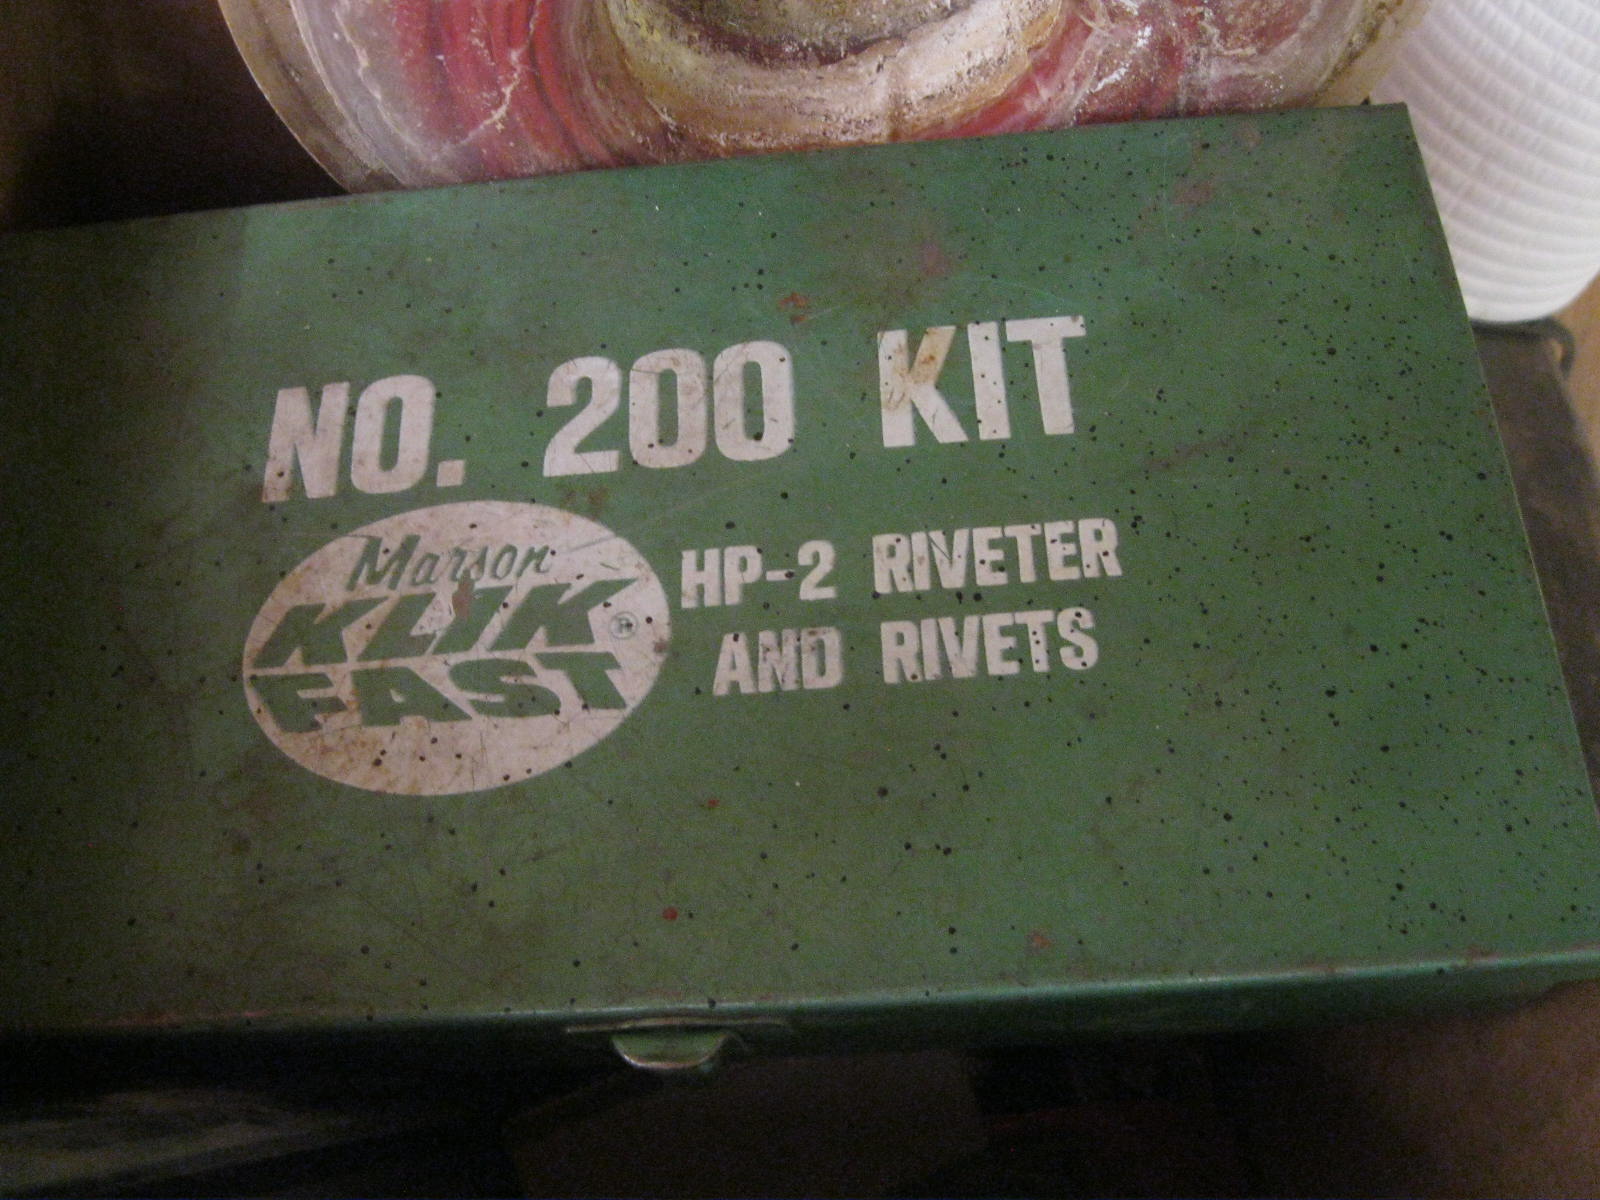 NO. 200 KIT
Marson
KLIK
FAST
®
HP-2 RIVETER
AND RIVETS